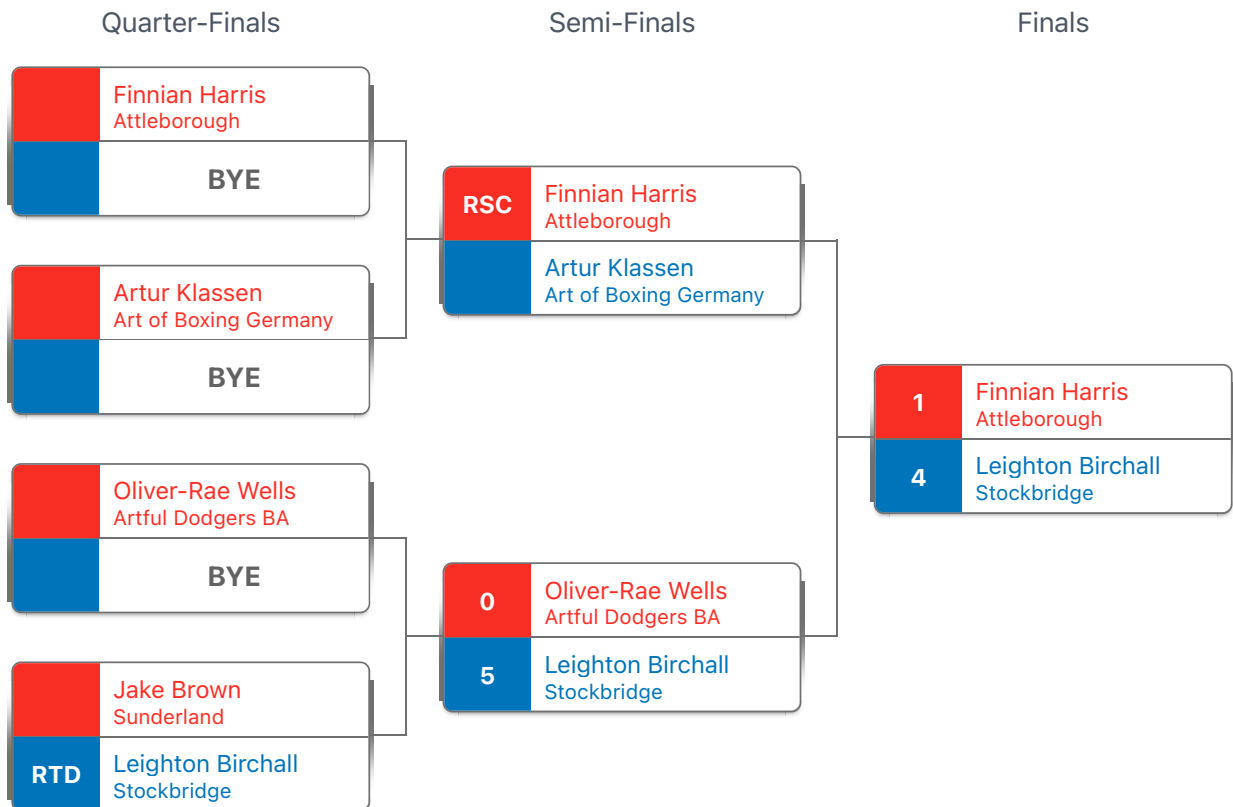 Quarter-Finals
Semi-Finals
Finals
Finnian Harris
Attleborough
BYE
Artur Klassen
Art of Boxing Germany
BYE
Oliver-Rae Wells
Artful Dodgers BA
BYE
Jake Brown
Sunderland
RTD
Leighton Birchall
Stockbridge
RSC
Finnian Harris
Attleborough
Artur Klassen
Art of Boxing Germany
0
Oliver-Rae Wells
Artful Dodgers BA
5
Leighton Birchall
Stockbridge
1
Finnian Harris
Attleborough
4
Leighton Birchall
Stockbridge